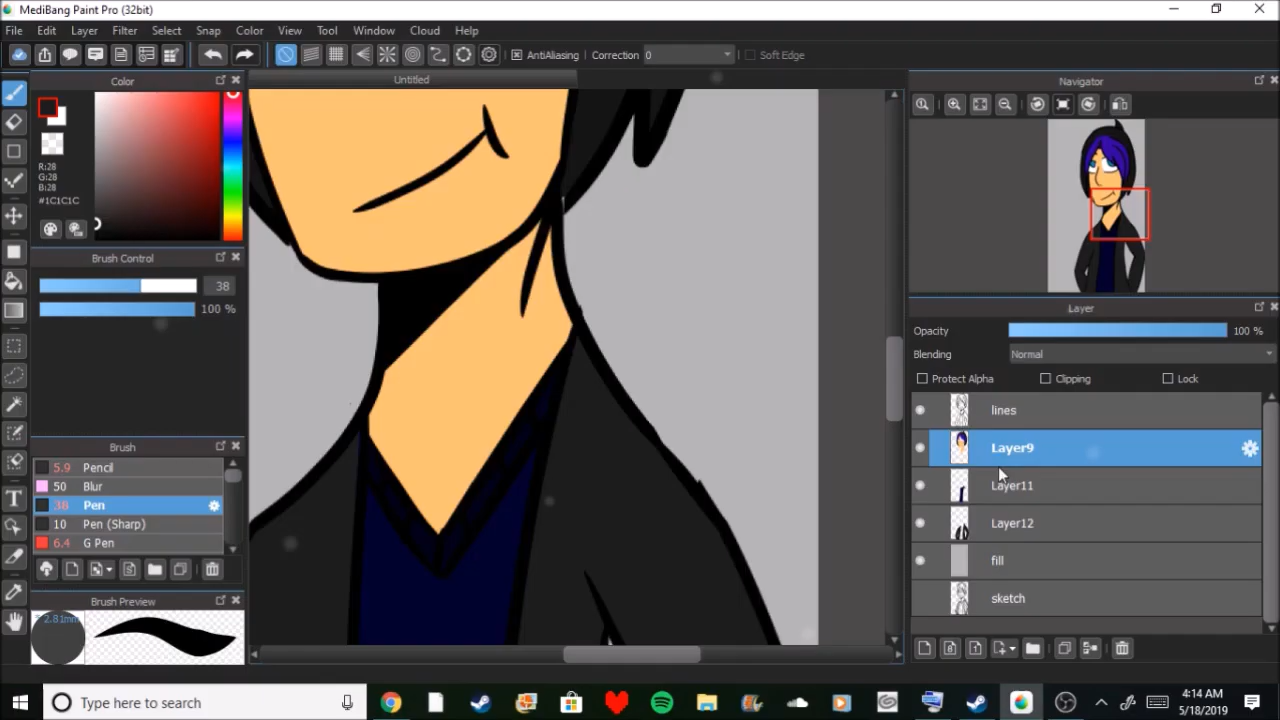 MediBang Paint Pro (32bit)
File Edit Layer Filter Select Snap Color View Tool Window Cloud Help
AntiAliasing Correction 0 Soft Edge
Color
Untitled
Navigator
R:28
G:28
B:28
#1C1C1C
Brush Control
38
100 %
Layer
Opacity 100 %
Blending Normal
Protect Alpha Clipping Lock
lines
Layer9
Layer11
Layer12
fill
sketch
Brush
5.9 Pencil
50 Blur
38 Pen
10 Pen (Sharp)
6.4 G Pen
Brush Preview
2.81mm
Type here to search
4:14 AM
5/18/2019